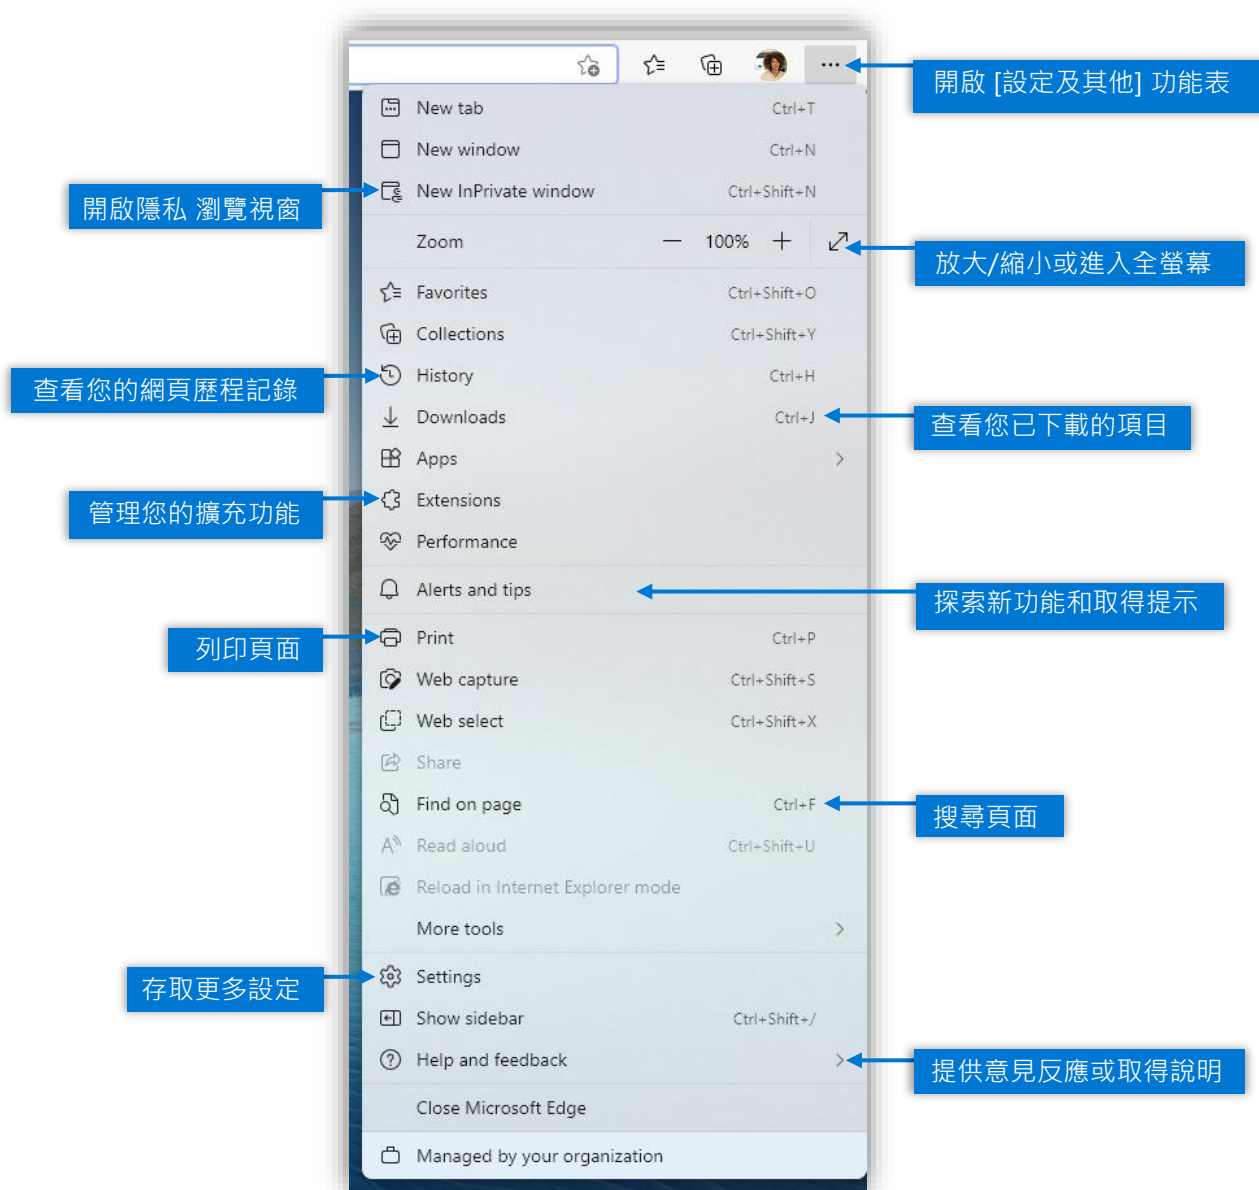 開啟 [設定及其他] 功能表
New tab Ctrl+T
New window Ctrl+N
開啟隱私 瀏覽視窗
New InPrivate window Ctrl+Shift+N
Zoom — 100% +
放大/縮小或進入全螢幕
Favorites Ctrl+Shift+O
Collections Ctrl+Shift+Y
查看您的網頁歷程記錄
History Ctrl+H
Downloads Ctrl+J
查看您已下載的項目
Apps
管理您的擴充功能
Extensions
Performance
Alerts and tips
探索新功能和取得提示
列印頁面
Print Ctrl+P
Web capture Ctrl+Shift+S
Web select Ctrl+Shift+X
Share
Find on page Ctrl+F
搜尋頁面
Read aloud Ctrl+Shift+U
Reload in Internet Explorer mode
More tools
存取更多設定
Settings
Show sidebar Ctrl+Shift+/
Help and feedback
提供意見反應或取得說明
Close Microsoft Edge
Managed by your organization